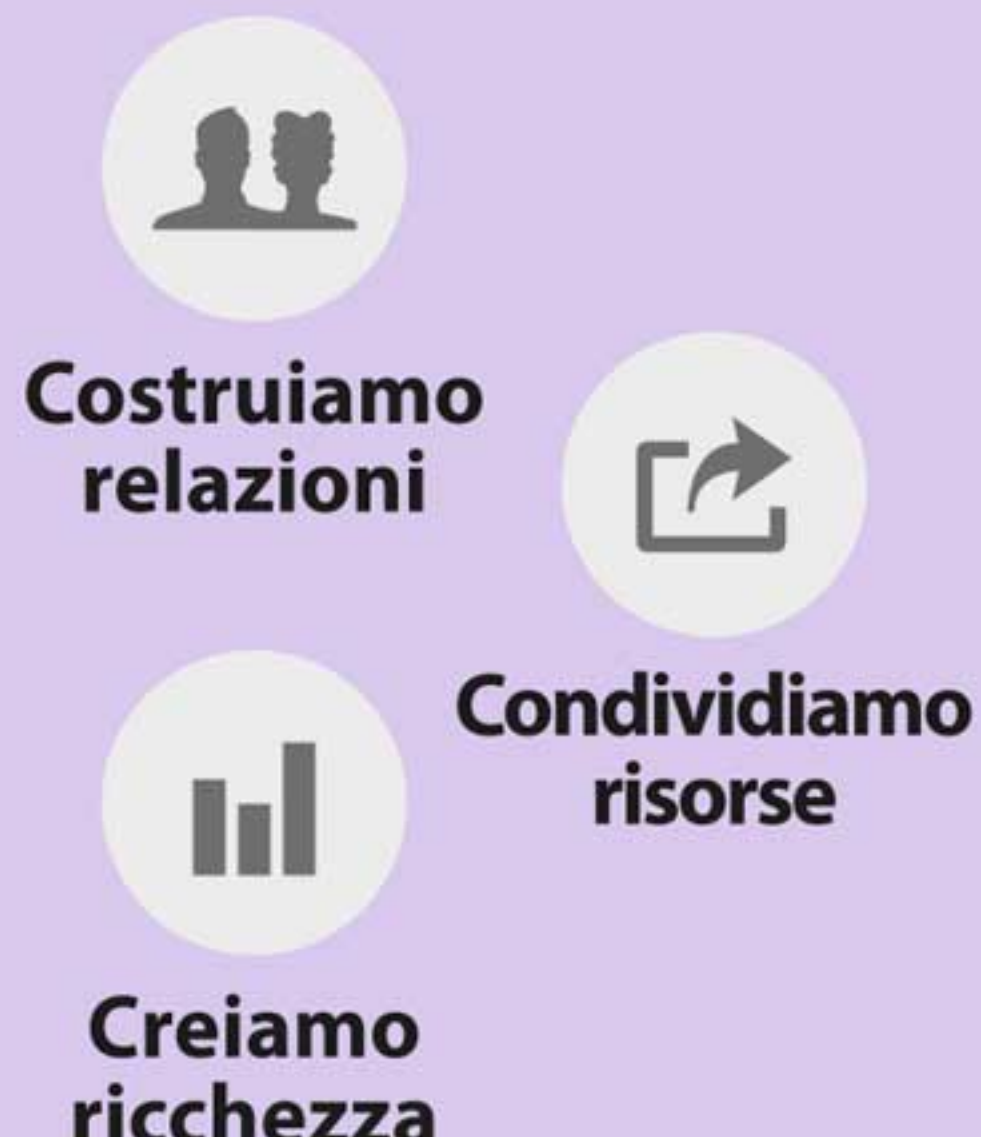 Costruiamo
relazioni
Condividiamo
risorse
Creiamo
ricchezza